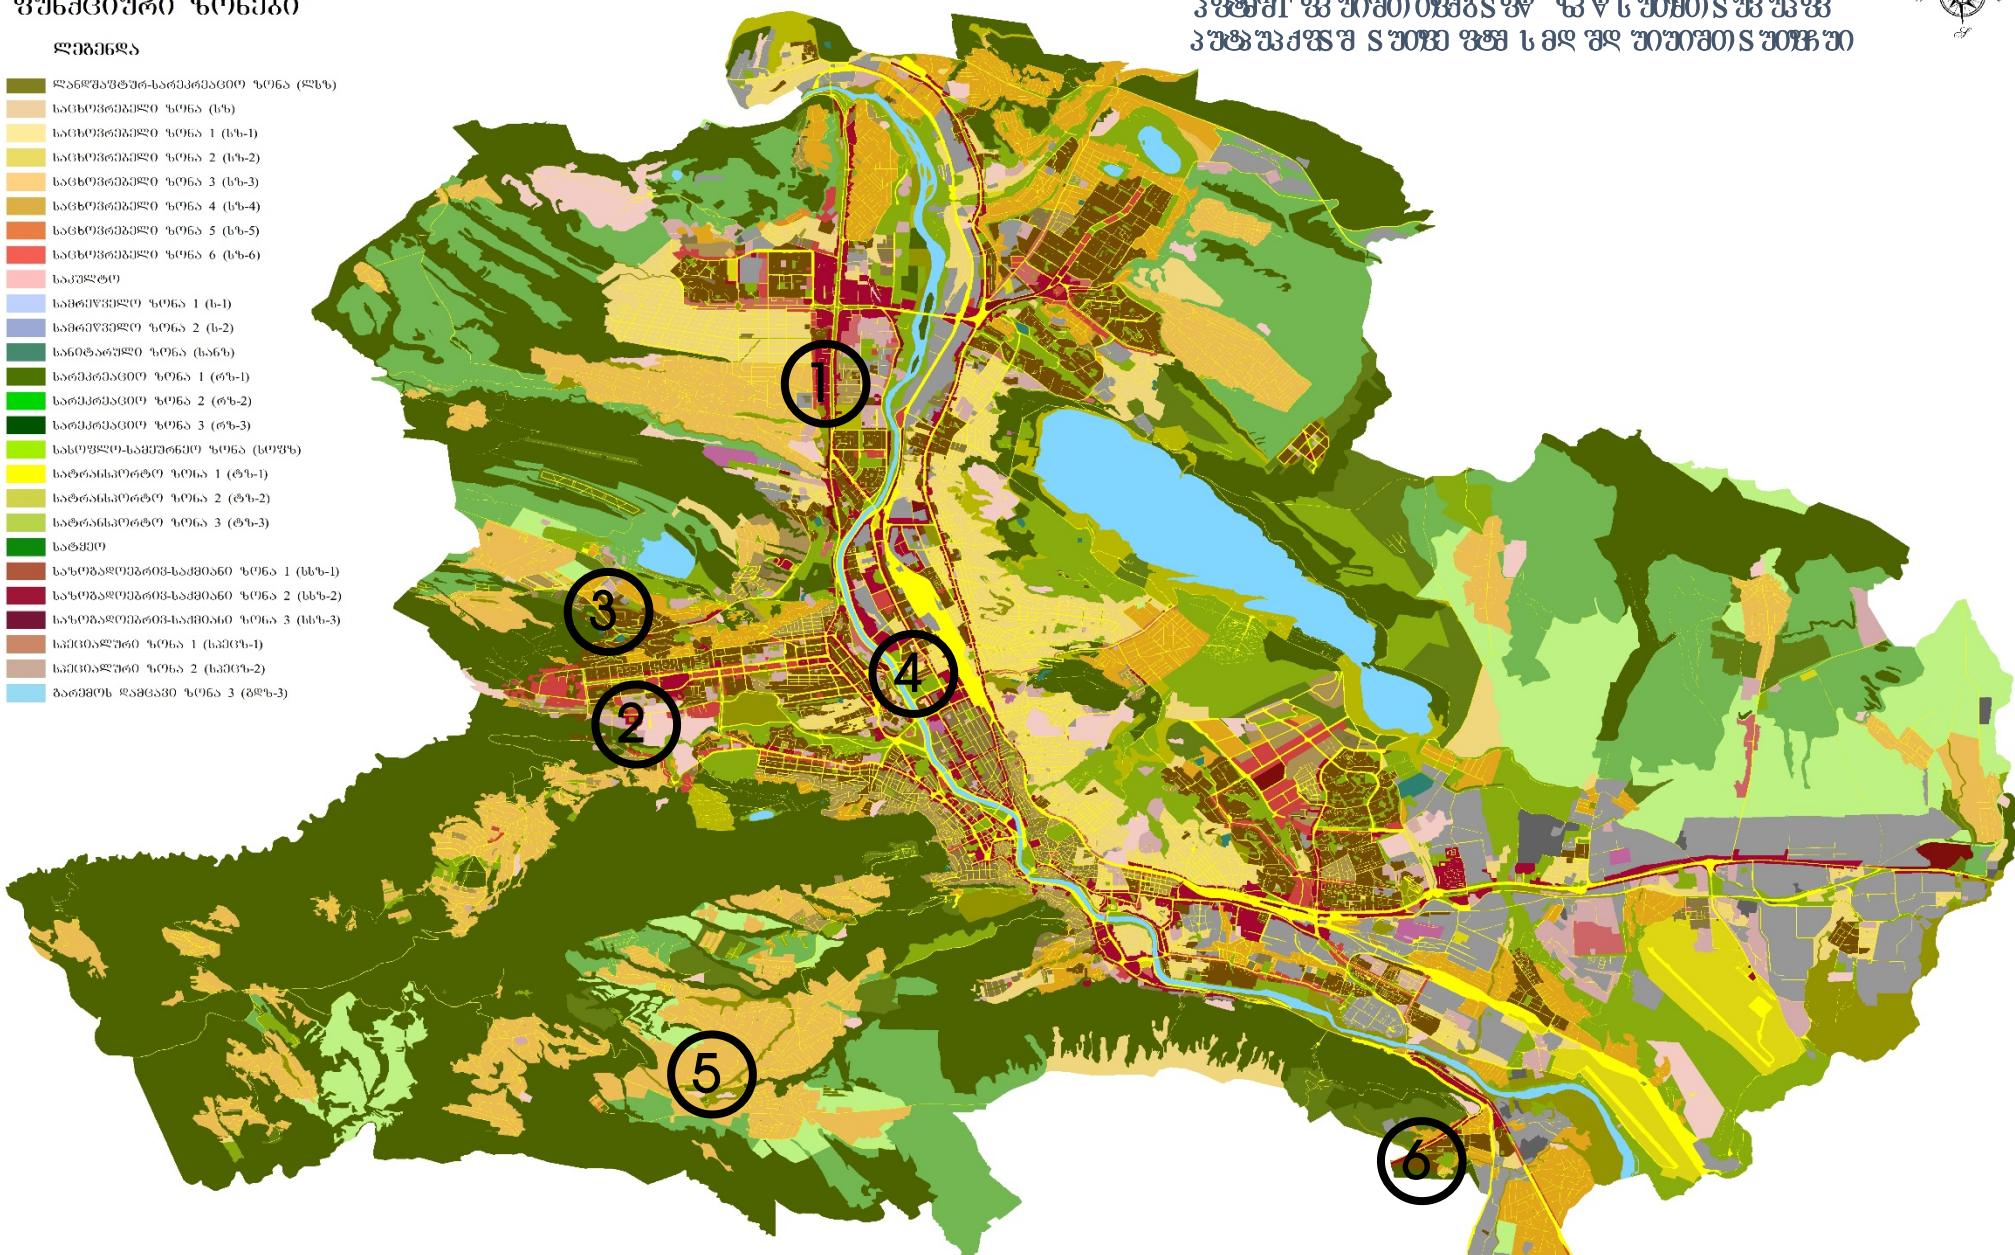 ფუნქციური ზონები
ლეგენდა
ლანდშაფტურ-სარეკრეაციო ზონა (ლსზ)
საცხოვრებელი ზონა (სზ)
საცხოვრებელი ზონა 1 (სზ-1)
საცხოვრებელი ზონა 2 (სზ-2)
საცხოვრებელი ზონა 3 (სზ-3)
საცხოვრებელი ზონა 4 (სზ-4)
საცხოვრებელი ზონა 5 (სზ-5)
საცხოვრებელი ზონა 6 (სზ-6)
საკულტო
სამრეწველო ზონა 1 (ს-1)
სამრეწველო ზონა 2 (ს-2)
სანიტარული ზონა (სანზ)
სარეკრეაციო ზონა 1 (რზ-1)
სარეკრეაციო ზონა 2 (რზ-2)
სარეკრეაციო ზონა 3 (რზ-3)
სასოფლო-სამეურნეო ზონა (სოფზ)
სატრანსპორტო ზონა 1 (ტზ-1)
სატრანსპორტო ზონა 2 (ტზ-2)
სატრანსპორტო ზონა 3 (ტზ-3)
სატყეო
საზოგადოებრივ-საქმიანი ზონა 1 (სსზ-1)
საზოგადოებრივ-საქმიანი ზონა 2 (სსზ-2)
საზოგადოებრივ-საქმიანი ზონა 3 (სსზ-3)
სპეციალური ზონა 1 (სპეცზ-1)
სპეციალური ზონა 2 (სპეცზ-2)
გარემოს დამცავი ზონა 3 (გდზ-3)
1
3
2
4
5
6